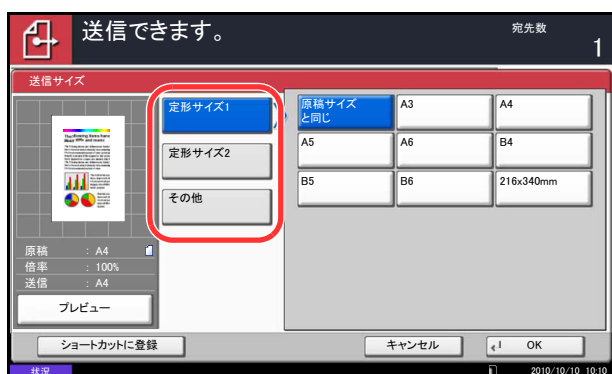 送信できます。
宛先数
1
送信サイズ
定形サイズ1
定形サイズ2
その他
原稿サイズ
と同じ
A3
A4
A5
A6
B4
B5
B6
216x340mm
原稿 : A4
倍率 : 100%
送信 : A4
プレビュー
ショートカットに登録
キャンセル
OK
状況
2010/10/10 10:10